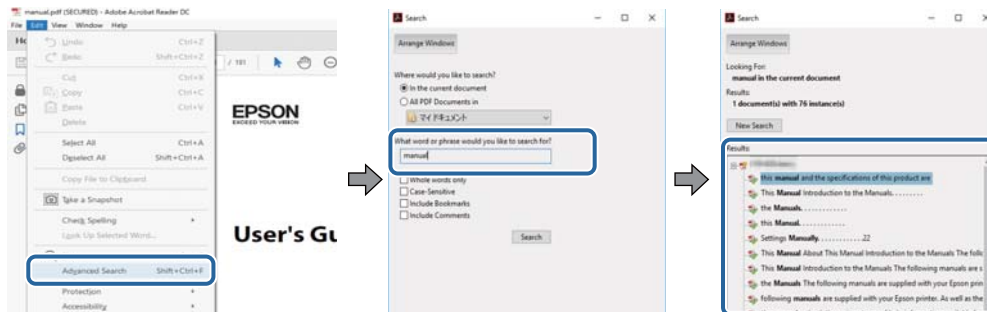 manual.pdf (SECURED) - Adobe Acrobat Reader DC
File Edit View Window Help
Undo Ctrl+Z
Shift+Ctrl+Z
Cut Ctrl+X
Copy Ctrl+C
Paste Ctrl+V
Delete
Select All Ctrl+A
Deselect All Shift+Ctrl+A
Copy File to Clipboard
Take a Snapshot
Check Spelling
Look Up Selected Word...
Advanced Search Shift+Ctrl+F
Protection
Accessibility
/ 191
EPSON
EXCEED YOUR VISION
User's Gu
Search
Arrange Windows
Where would you like to search?
In the current document
All PDF Documents in
マイ ドキュメント
What word or phrase would you like to search for?
manual
Whole words only
Case-Sensitive
Include Bookmarks
Include Comments
Search
Search
Arrange Windows
Looking For:
manual in the current document
Results:
1 document(s) with 76 instance(s)
New Search
Results:
this manual and the specifications of this product are
This Manual Introduction to the Manuals.........
the Manuals............
this Manual............
Settings Manually............22
This Manual About This Manual Introduction to the Manuals The follo
This Manual Introduction to the Manuals The following manuals are s
the Manuals The following manuals are supplied with your Epson prin
following manuals are supplied with your Epson printer. As well as the